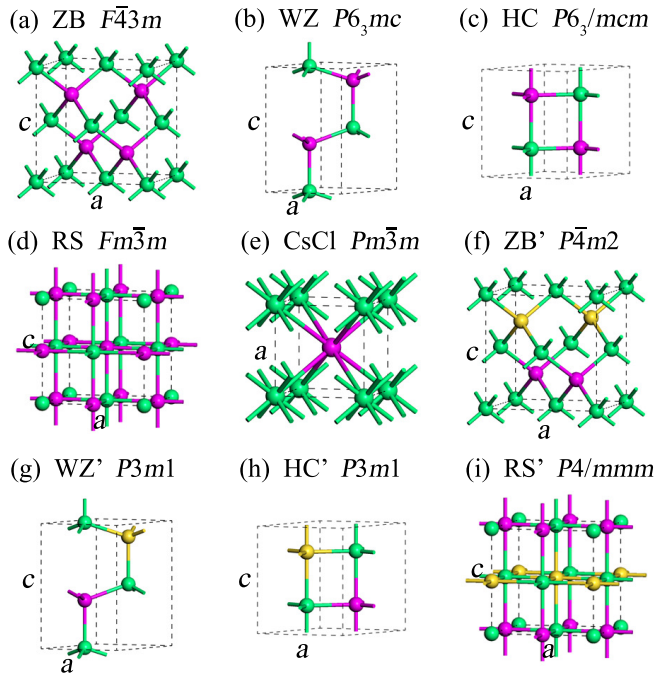 (a) ZB F4̅3m
(b) WZ P6₃mc
(c) HC P6₃/mcm
c
a
c
a
c
a
(d) RS Fm3̅m
(e) CsCl Pm3̅m
(f) ZB’ P4̅m2
c
a
a
c
a
(g) WZ’ P3m1
(h) HC’ P3m1
(i) RS’ P4/mmm
c
a
c
a
c
a